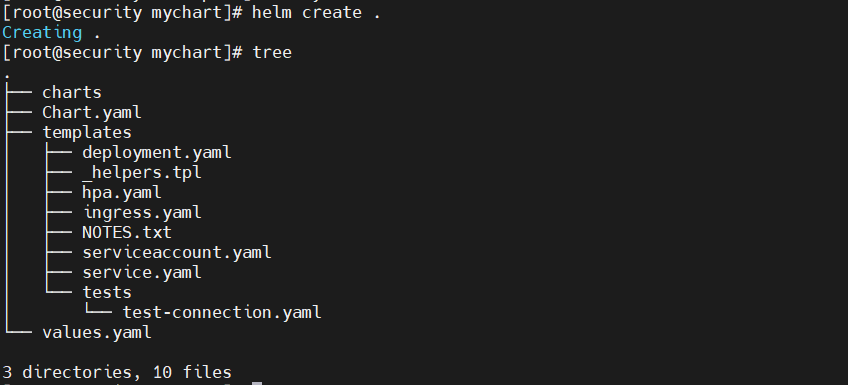 [root@security mychart]# helm create .
Creating .
[root@security mychart]# tree
.
├── charts
├── Chart.yaml
├── templates
│   ├── deployment.yaml
│   ├── _helpers.tpl
│   ├── hpa.yaml
│   ├── ingress.yaml
│   ├── NOTES.txt
│   ├── serviceaccount.yaml
│   ├── service.yaml
│   └── tests
│       └── test-connection.yaml
└── values.yaml
3 directories, 10 files